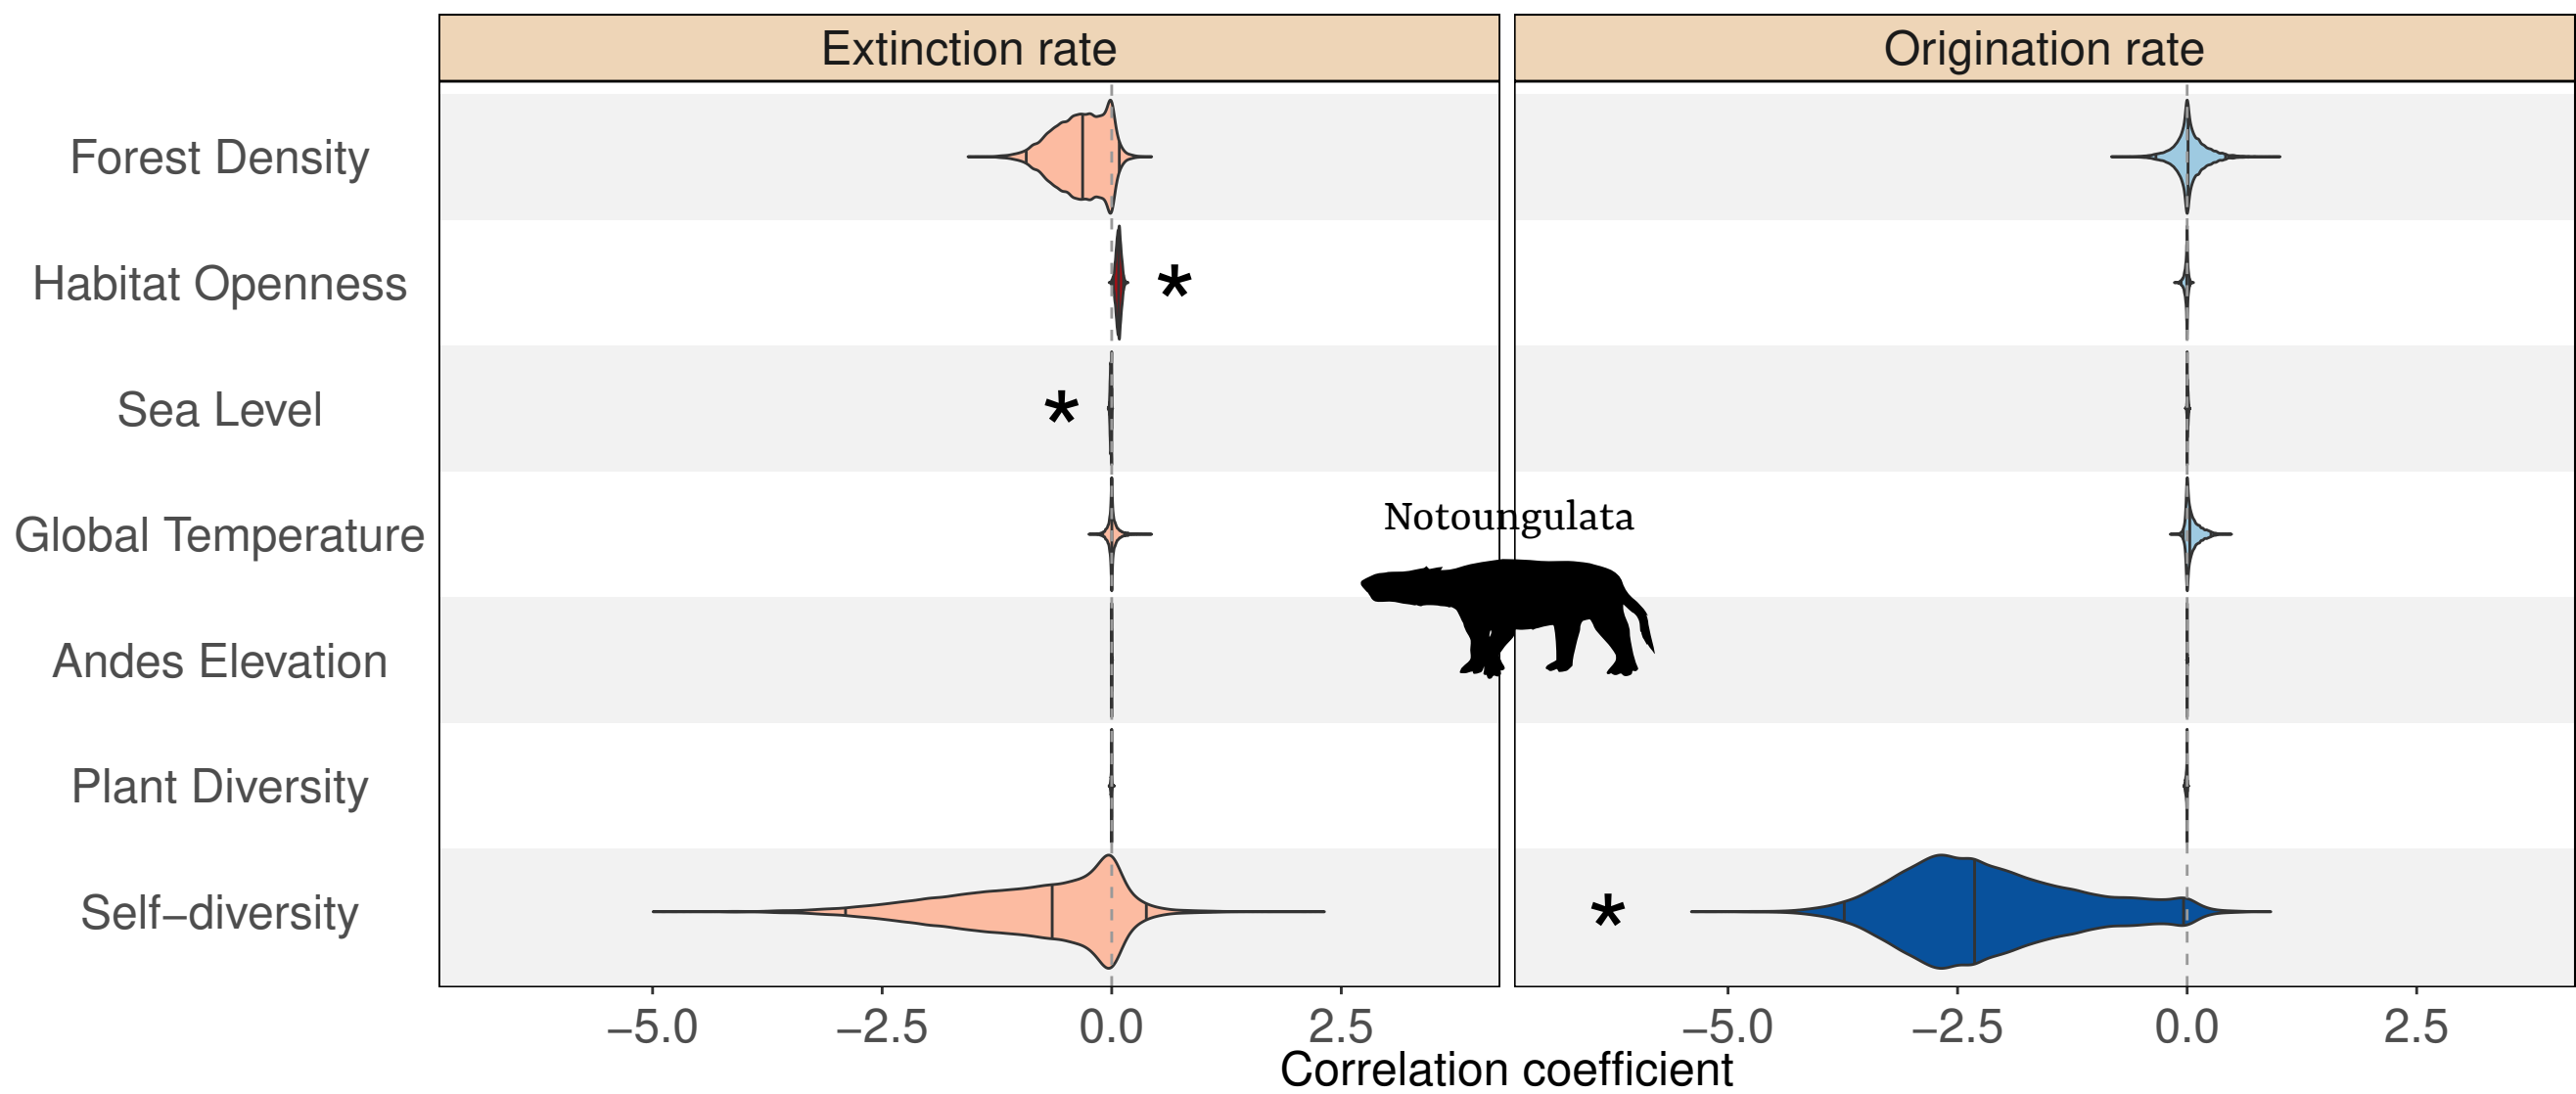 Extinction rate
Origination rate
Forest Density
Habitat Openness
*
Sea Level
*
Global Temperature
Notoungulata
Andes Elevation
Plant Diversity
Self−diversity
*
−5.0 −2.5 0.0 2.5
−5.0 −2.5 0.0 2.5
Correlation coefficient